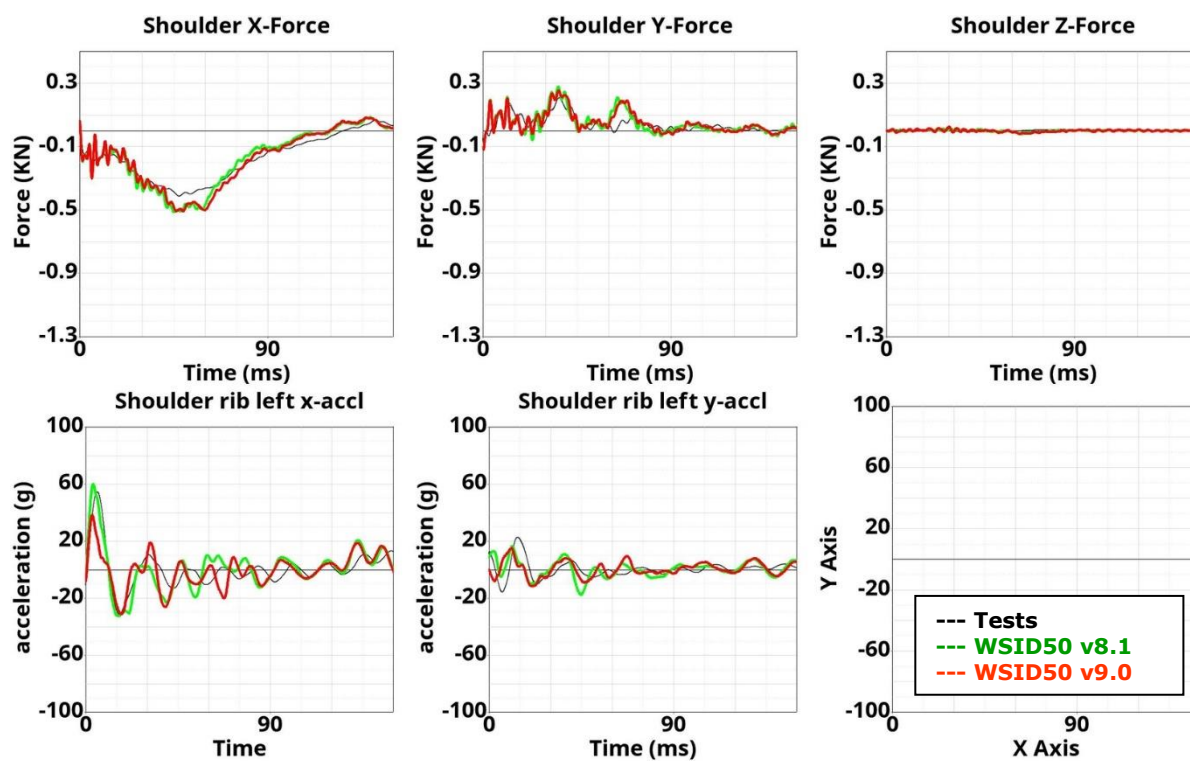 Shoulder X-Force
Shoulder Y-Force
Shoulder Z-Force
Force (KN)
0.3
-0.1
-0.5
-0.9
-1.3
0
90
Time (ms)
Force (KN)
0.3
-0.1
-0.5
-0.9
-1.3
0
90
Time (ms)
Force (KN)
0.3
-0.1
-0.5
-0.9
-1.3
0
90
Time (ms)
Shoulder rib left x-accl
Shoulder rib left y-accl
acceleration (g)
100
60
20
-20
-60
-100
0
90
Time
acceleration (g)
100
60
20
-20
-60
-100
0
90
Time (ms)
Y Axis
100
60
20
-20
-60
-100
0
90
X Axis
--- Tests
--- WSID50 v8.1
--- WSID50 v9.0